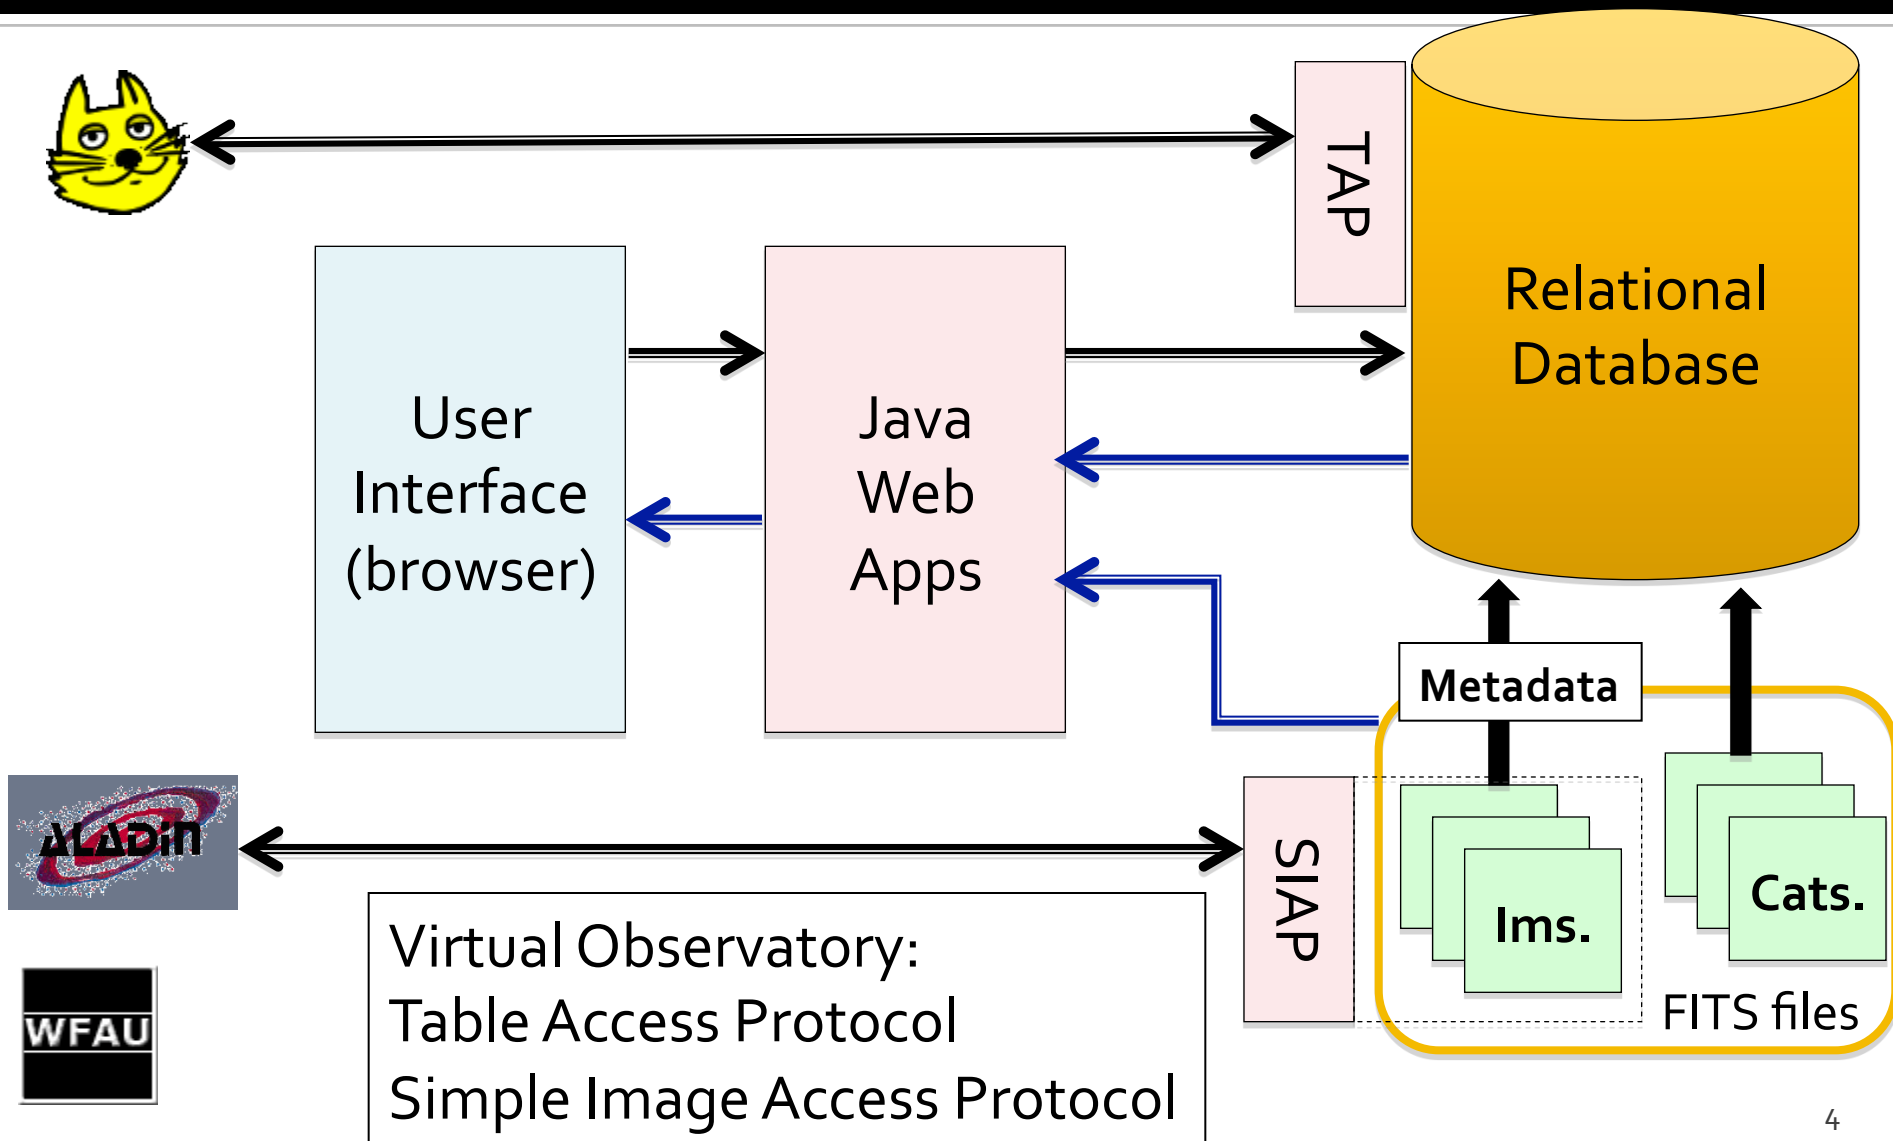 TAP
Relational
Database
User
Interface
(browser)
Java
Web
Apps
Metadata
ALADIN
SIAP
Ims.
Cats.
FITS files
Virtual Observatory:
Table Access Protocol
Simple Image Access Protocol
WFAU
4